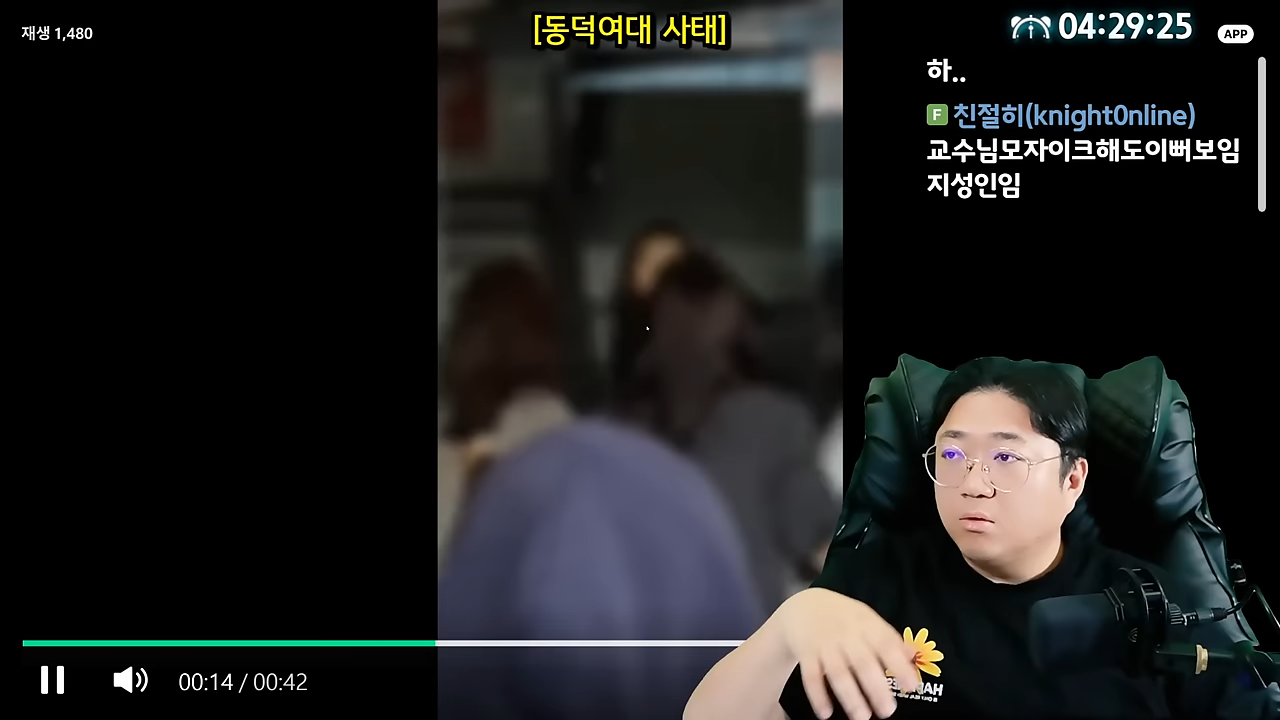 재생 1,480
[동덕여대 사태]
04:29:25
APP
하..
F 친절히(knight0nline)
교수님모자이크해도이뻐보임
지성인임
00:14 / 00:42